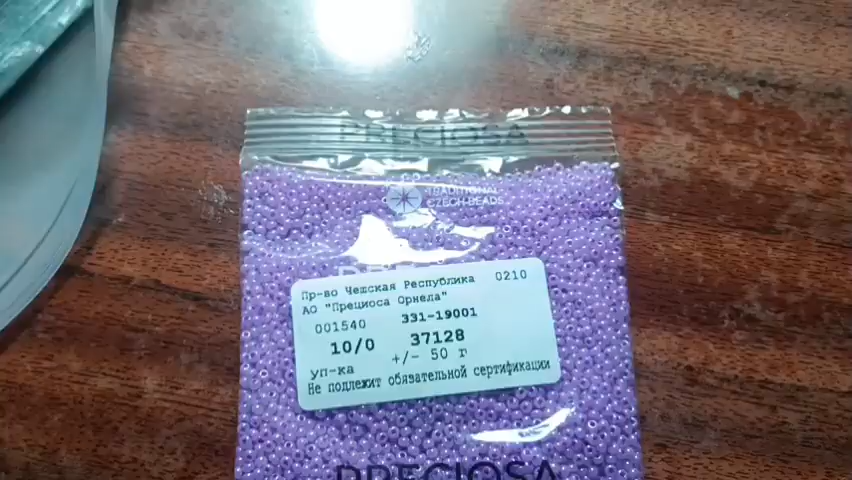 PRECIOSA
TRADITIONAL
CZECH BEADS
Пр-во Чешская Республика 0210
АО "Прециоса Орнела"
001540 331-19001
10/0 37128
уп-ка +/- 50 г
Не подлежит обязательной сертификации
PRECIOSA